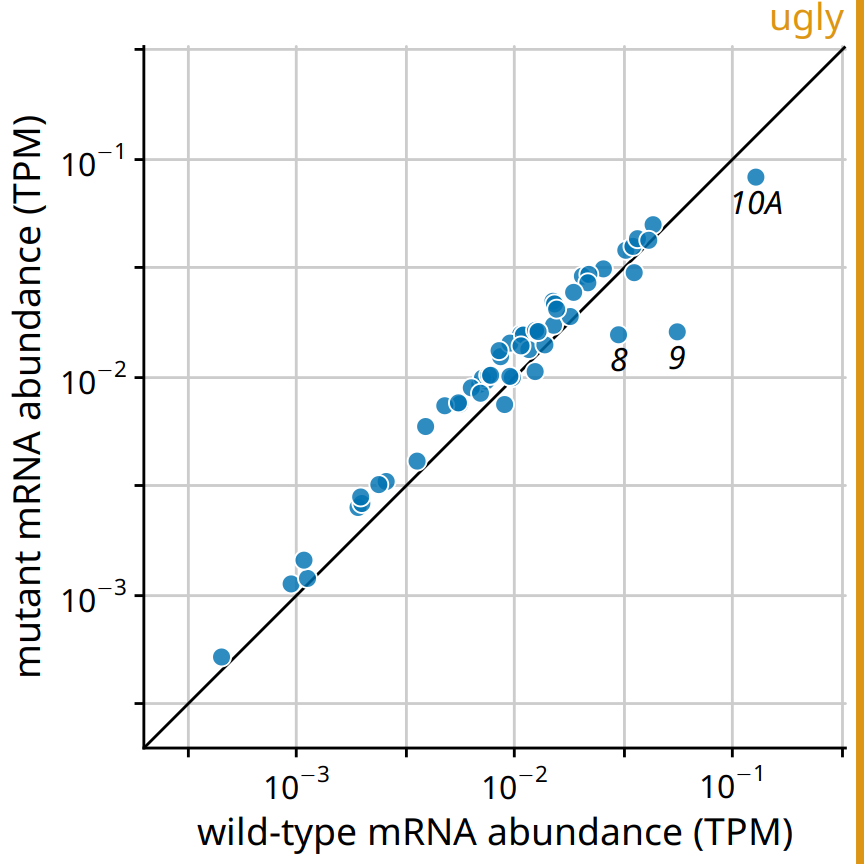 ugly
mutant mRNA abundance (TPM)
10⁻¹
10⁻²
10⁻³
10A
8
9
10⁻³
10⁻²
10⁻¹
wild-type mRNA abundance (TPM)